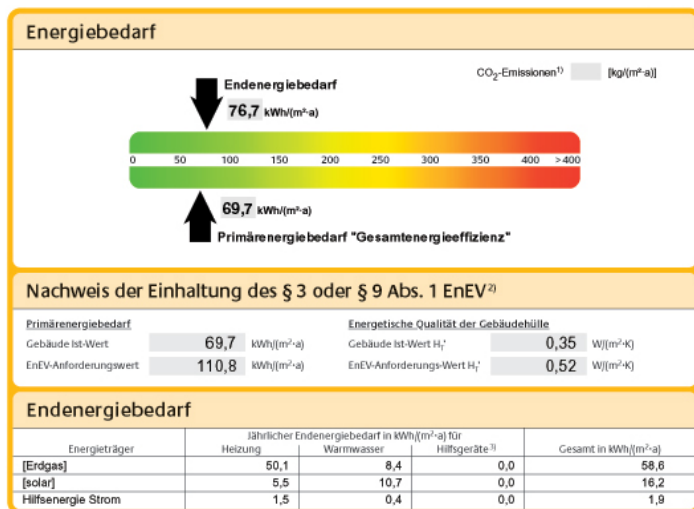 Energiebedarf
CO2-Emissionen1) [kg/(m²·a)]
Endenergiebedarf
76,7 kWh/(m²·a)
0 50 100 150 200 250 300 350 400 >400
69,7 kWh/(m²·a)
Primärenergiebedarf "Gesamtenergieeffizienz"
Nachweis der Einhaltung des § 3 oder § 9 Abs. 1 EnEV2)
Primärenergiebedarf Energetische Qualität der Gebäudehülle
Gebäude Ist-Wert 69,7 kWh/(m²·a) Gebäude Ist-Wert HT' 0,35 W/(m²·K)
EnEV-Anforderungswert 110,8 kWh/(m²·a) EnEV-Anforderungs-Wert HT' 0,52 W/(m²·K)
Endenergiebedarf
Jährlicher Endenergiebedarf in kWh/(m²·a) für
Energieträger Heizung Warmwasser Hilfsgeräte 3) Gesamt in kWh/(m²·a)
[Erdgas] 50,1 8,4 0,0 58,6
[solar] 5,5 10,7 0,0 16,2
Hilfsenergie Strom 1,5 0,4 0,0 1,9